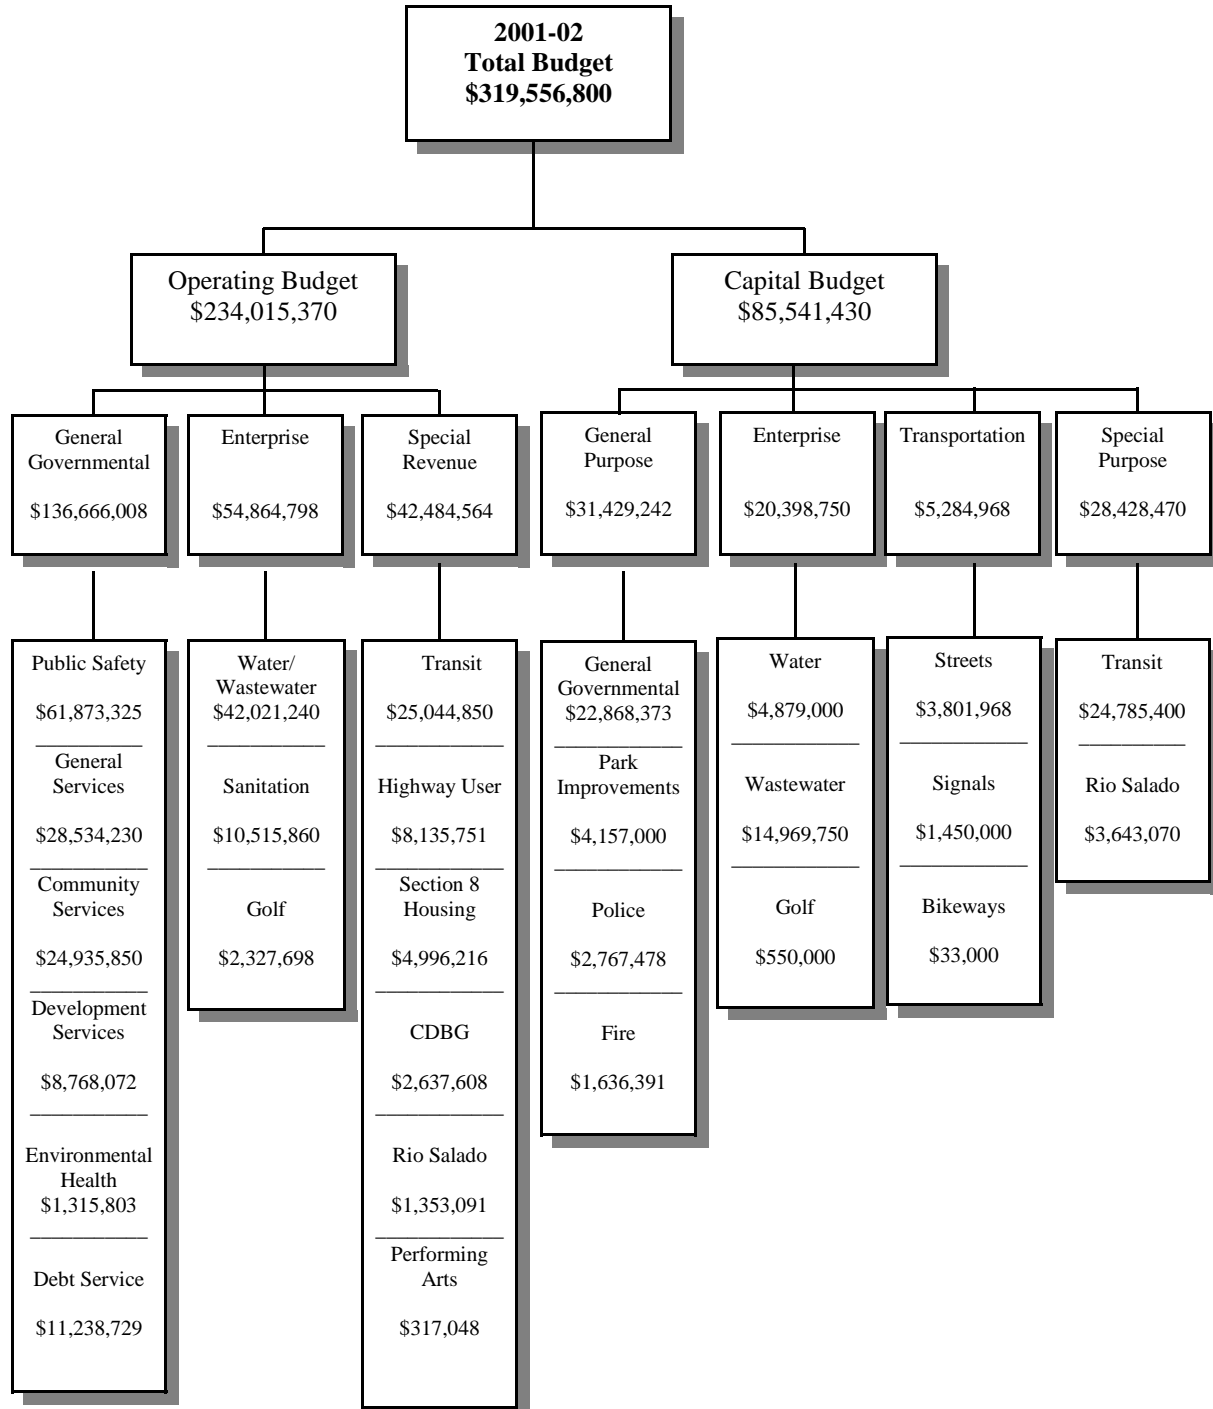 2001-02
Total Budget
$319,556,800
Operating Budget
$234,015,370
Capital Budget
$85,541,430
General
Governmental
$136,666,008
Enterprise
$54,864,798
Special
Revenue
$42,484,564
General
Purpose
$31,429,242
Enterprise
$20,398,750
Transportation
$5,284,968
Special
Purpose
$28,428,470
Public Safety
$61,873,325
General
Services
$28,534,230
Community
Services
$24,935,850
Development
Services
$8,768,072
Environmental
Health
$1,315,803
Debt Service
$11,238,729
Water/
Wastewater
$42,021,240
Sanitation
$10,515,860
Golf
$2,327,698
Transit
$25,044,850
Highway User
$8,135,751
Section 8
Housing
$4,996,216
CDBG
$2,637,608
Rio Salado
$1,353,091
Performing
Arts
$317,048
General
Governmental
$22,868,373
Park
Improvements
$4,157,000
Police
$2,767,478
Fire
$1,636,391
Water
$4,879,000
Wastewater
$14,969,750
Golf
$550,000
Streets
$3,801,968
Signals
$1,450,000
Bikeways
$33,000
Transit
$24,785,400
Rio Salado
$3,643,070